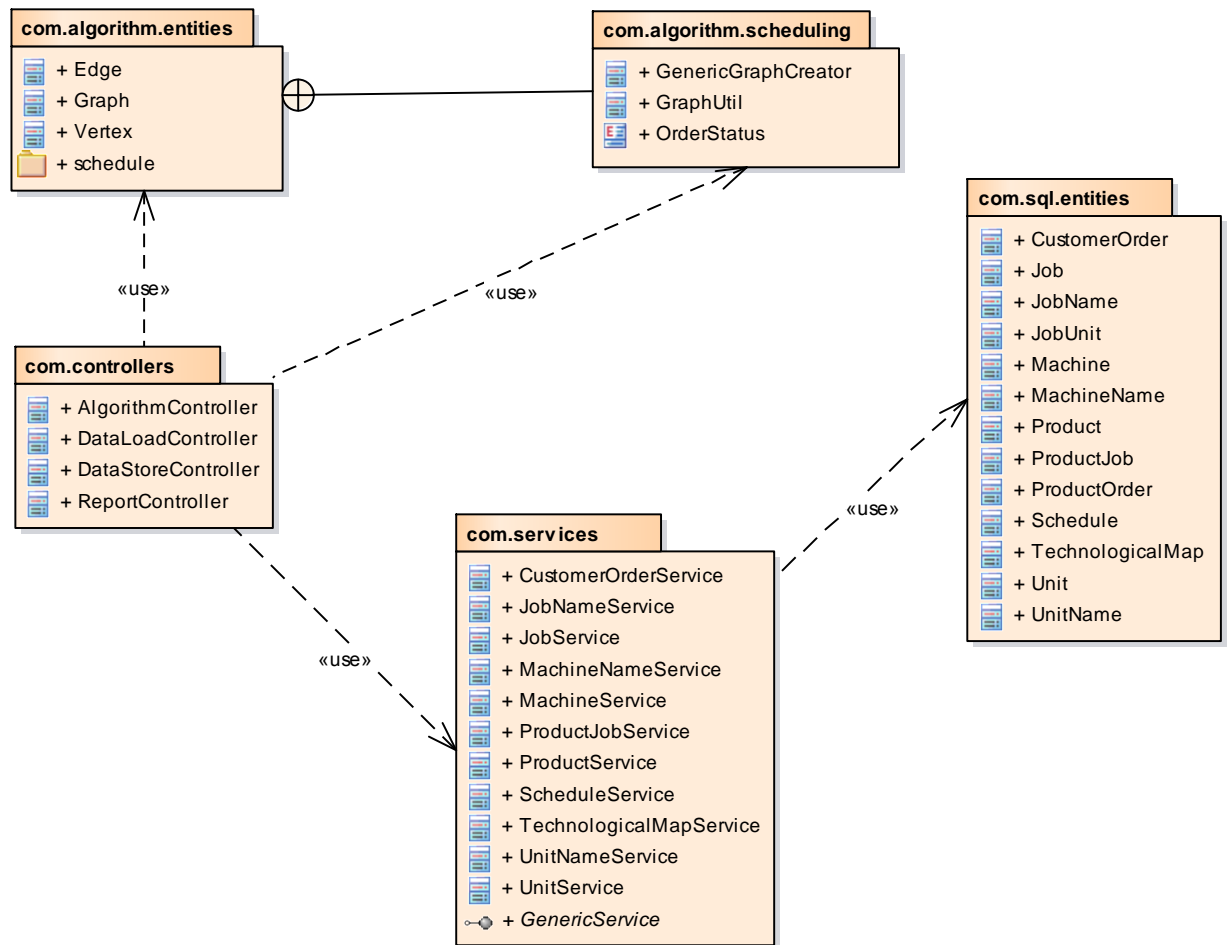 com.algorithm.entities
+ Edge
+ Graph
+ Vertex
+ schedule
com.algorithm.scheduling
+ GenericGraphCreator
+ GraphUtil
E
+ OrderStatus
«use»
«use»
com.controllers
+ AlgorithmController
+ DataLoadController
+ DataStoreController
+ ReportController
com.sql.entities
+ CustomerOrder
+ Job
+ JobName
+ JobUnit
+ Machine
+ MachineName
+ Product
+ ProductJob
+ ProductOrder
+ Schedule
+ TechnologicalMap
+ Unit
+ UnitName
«use»
«use»
com.services
+ CustomerOrderService
+ JobNameService
+ JobService
+ MachineNameService
+ MachineService
+ ProductJobService
+ ProductService
+ ScheduleService
+ TechnologicalMapService
+ UnitNameService
+ UnitService
+ GenericService